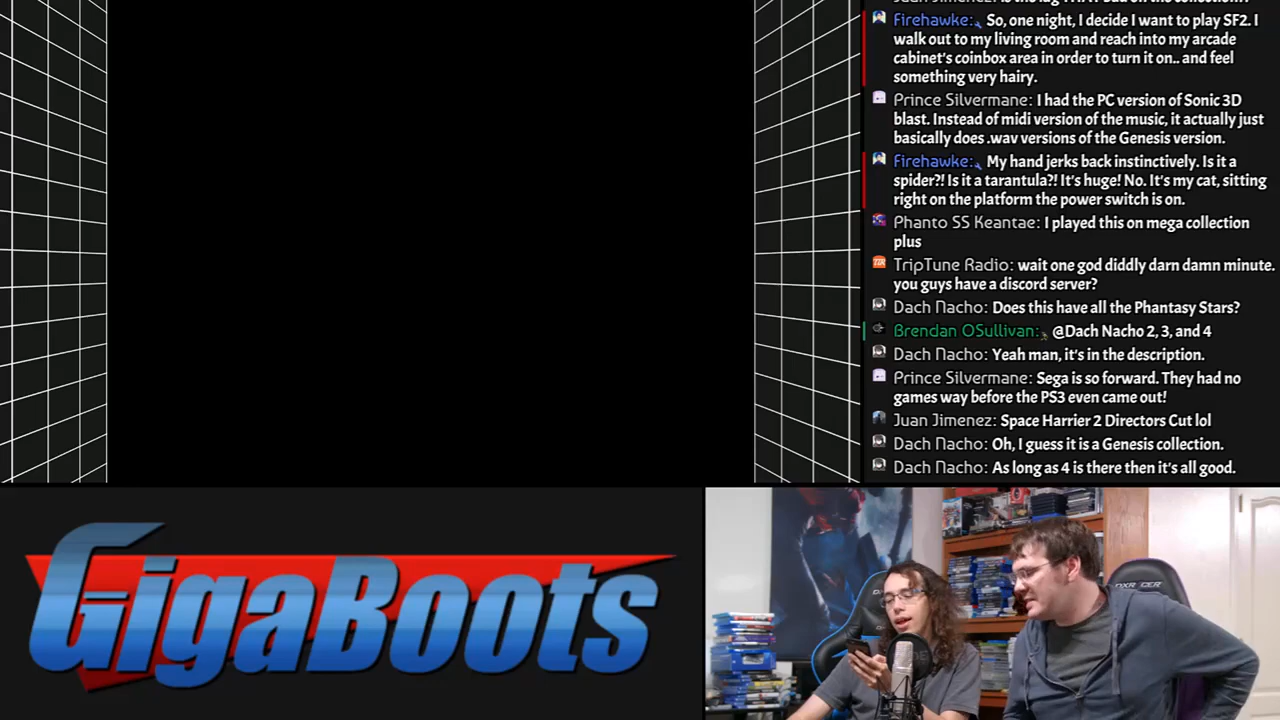 Firehawke: So, one night, I decide I want to play SF2. I
walk out to my living room and reach into my arcade
cabinet's coinbox area in order to turn it on.. and feel
something very hairy.
Prince Silvermane: I had the PC version of Sonic 3D
blast. Instead of midi version of the music, it actually just
basically does .wav versions of the Genesis version.
Firehawke: My hand jerks back instinctively. Is it a
spider?! Is it a tarantula?! It's huge! No. It's my cat, sitting
right on the platform the power switch is on.
Phanto SS Keantae: I played this on mega collection
plus
TripTune Radio: wait one god diddly darn damn minute.
you guys have a discord server?
Dach Nacho: Does this have all the Phantasy Stars?
Brendan OSullivan: @Dach Nacho 2, 3, and 4
Dach Nacho: Yeah man, it's in the description.
Prince Silvermane: Sega is so forward. They had no
games way before the PS3 even came out!
Juan Jimenez: Space Harrier 2 Directors Cut lol
Dach Nacho: Oh, I guess it is a Genesis collection.
Dach Nacho: As long as 4 is there then it's all good.
GigaBoots
DXRACER